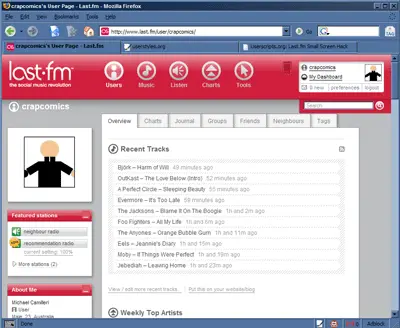 crapcomics's User Page - Last.fm - Mozilla Firefox
File Edit View Bookmarks Tools Help
http://www.last.fm/user/crapcomics/
crapcomics's User Page - Last.fm
userstyles.org
userscripts.org: Last.fm Small Screen Hack
last.fm
the social music revolution
Users
Music
Listen
Charts
Tools
crapcomics
My Dashboard
0 new
preferences
logout
Search
crapcomics
Overview
Charts
Journal
Groups
Friends
Neighbours
Tags
Recent Tracks
Björk – Harm of Will 49 minutes ago
OutKast – The Love Below (Intro) 52 minutes ago
A Perfect Circle – Sleeping Beauty 55 minutes ago
Evermore – It's Too Late 59 minutes ago
The Jacksons – Blame It On The Boogie 1h and 2m ago
Foo Fighters – All My Life 1h and 6m ago
The Anyones – Orange Bubble Gum 1h and 11m ago
Eels – Jeannie's Diary 1h and 15m ago
Moby – If Things Were Perfect 1h and 19m ago
Jebediah – Leaving Home 1h and 23m ago
View / edit more recent tracks
Put this on your website/blog
Weekly Top Artists
Featured stations
neighbour radio
recommendation radio
current setting: 100%
More stations (2)
About Me
User
Michael Camilleri
Done
Adblock